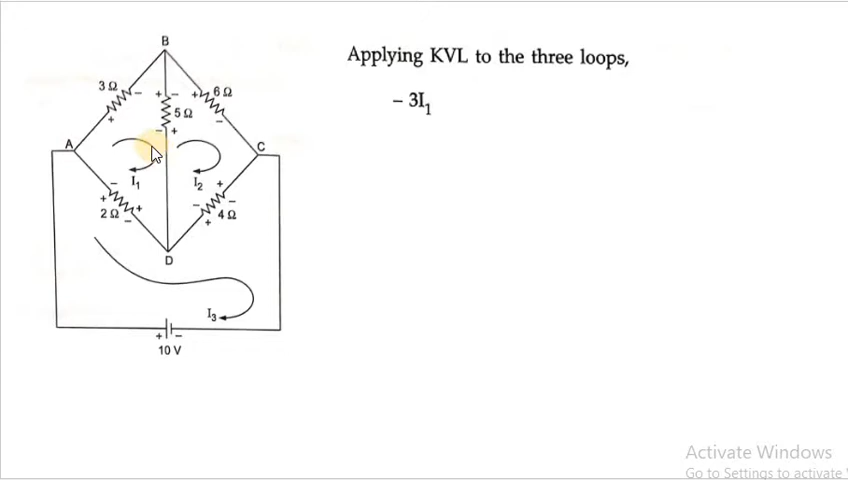 Applying KVL to the three loops,
– 3I₁
B
3 Ω
– + – + 6 Ω
+ 5 Ω –
– +
A C
I₁ I₂
– +
+ + –
2 Ω – + 4 Ω
D
I₃
+ –
10 V
Activate Windows
Go to Settings to activate